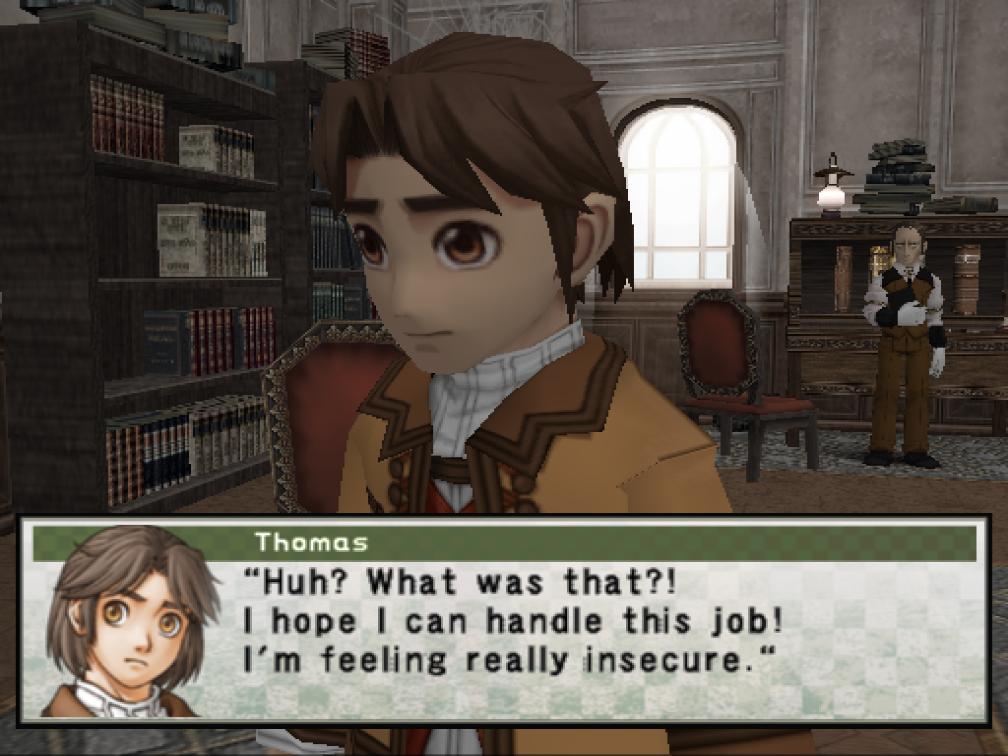 Thomas
“Huh? What was that?!
I hope I can handle this job!
I'm feeling really insecure.“